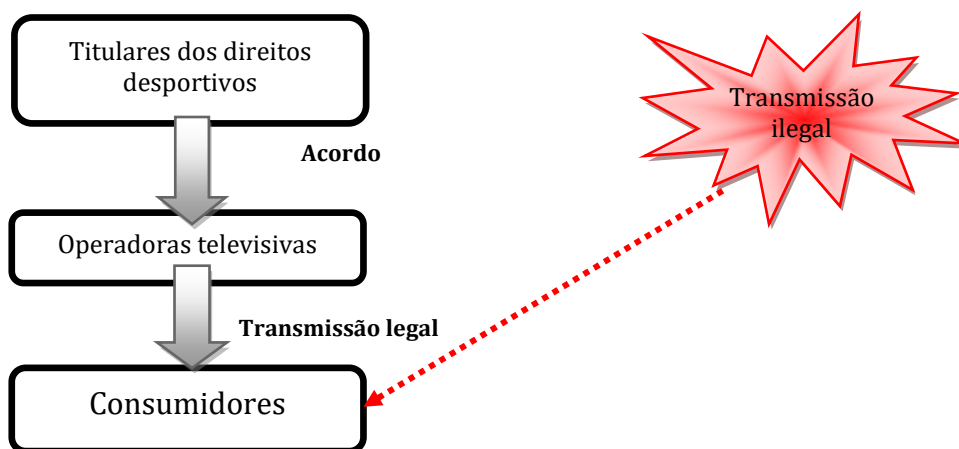 Titulares dos direitos
desportivos
Transmissão
ilegal
Acordo
Operadoras televisivas
Transmissão legal
Consumidores